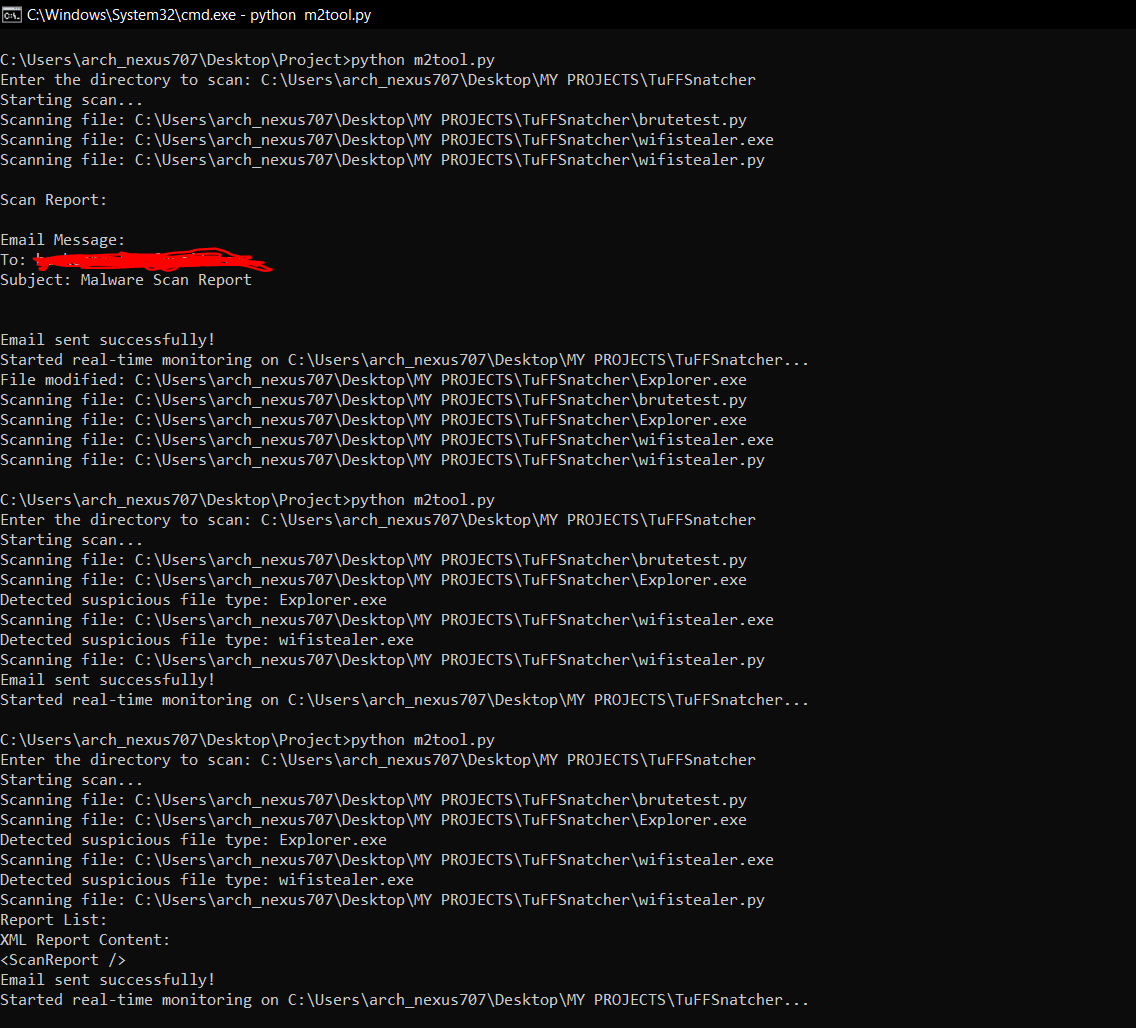 C:\Windows\System32\cmd.exe - python m2tool.py
C:\Users\arch_nexus707\Desktop\Project>python m2tool.py
Enter the directory to scan: C:\Users\arch_nexus707\Desktop\MY PROJECTS\TuFFSnatcher
Starting scan...
Scanning file: C:\Users\arch_nexus707\Desktop\MY PROJECTS\TuFFSnatcher\brutetest.py
Scanning file: C:\Users\arch_nexus707\Desktop\MY PROJECTS\TuFFSnatcher\wifistealer.exe
Scanning file: C:\Users\arch_nexus707\Desktop\MY PROJECTS\TuFFSnatcher\wifistealer.py
Scan Report:
Email Message:
To:
Subject: Malware Scan Report
Email sent successfully!
Started real-time monitoring on C:\Users\arch_nexus707\Desktop\MY PROJECTS\TuFFSnatcher...
File modified: C:\Users\arch_nexus707\Desktop\MY PROJECTS\TuFFSnatcher\Explorer.exe
Scanning file: C:\Users\arch_nexus707\Desktop\MY PROJECTS\TuFFSnatcher\brutetest.py
Scanning file: C:\Users\arch_nexus707\Desktop\MY PROJECTS\TuFFSnatcher\Explorer.exe
Scanning file: C:\Users\arch_nexus707\Desktop\MY PROJECTS\TuFFSnatcher\wifistealer.exe
Scanning file: C:\Users\arch_nexus707\Desktop\MY PROJECTS\TuFFSnatcher\wifistealer.py
C:\Users\arch_nexus707\Desktop\Project>python m2tool.py
Enter the directory to scan: C:\Users\arch_nexus707\Desktop\MY PROJECTS\TuFFSnatcher
Starting scan...
Scanning file: C:\Users\arch_nexus707\Desktop\MY PROJECTS\TuFFSnatcher\brutetest.py
Scanning file: C:\Users\arch_nexus707\Desktop\MY PROJECTS\TuFFSnatcher\Explorer.exe
Detected suspicious file type: Explorer.exe
Scanning file: C:\Users\arch_nexus707\Desktop\MY PROJECTS\TuFFSnatcher\wifistealer.exe
Detected suspicious file type: wifistealer.exe
Scanning file: C:\Users\arch_nexus707\Desktop\MY PROJECTS\TuFFSnatcher\wifistealer.py
Email sent successfully!
Started real-time monitoring on C:\Users\arch_nexus707\Desktop\MY PROJECTS\TuFFSnatcher...
C:\Users\arch_nexus707\Desktop\Project>python m2tool.py
Enter the directory to scan: C:\Users\arch_nexus707\Desktop\MY PROJECTS\TuFFSnatcher
Starting scan...
Scanning file: C:\Users\arch_nexus707\Desktop\MY PROJECTS\TuFFSnatcher\brutetest.py
Scanning file: C:\Users\arch_nexus707\Desktop\MY PROJECTS\TuFFSnatcher\Explorer.exe
Detected suspicious file type: Explorer.exe
Scanning file: C:\Users\arch_nexus707\Desktop\MY PROJECTS\TuFFSnatcher\wifistealer.exe
Detected suspicious file type: wifistealer.exe
Scanning file: C:\Users\arch_nexus707\Desktop\MY PROJECTS\TuFFSnatcher\wifistealer.py
Report List:
XML Report Content:
<ScanReport />
Email sent successfully!
Started real-time monitoring on C:\Users\arch_nexus707\Desktop\MY PROJECTS\TuFFSnatcher...